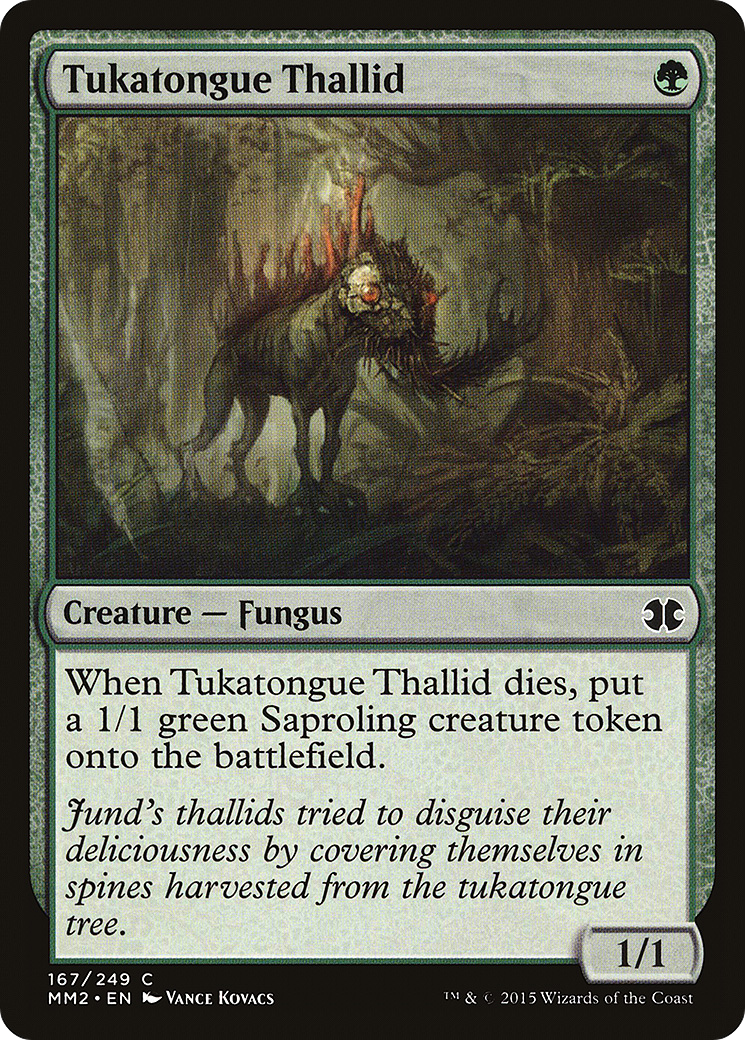 Tukatongue Thallid
Creature — Fungus
When Tukatongue Thallid dies, put
a 1/1 green Saproling creature token
onto the battlefield.
Jund's thallids tried to disguise their
deliciousness by covering themselves in
spines harvested from the tukatongue
tree.
1/1
167/249 C
MM2 • EN Vance Kovacs
™ & © 2015 Wizards of the Coast